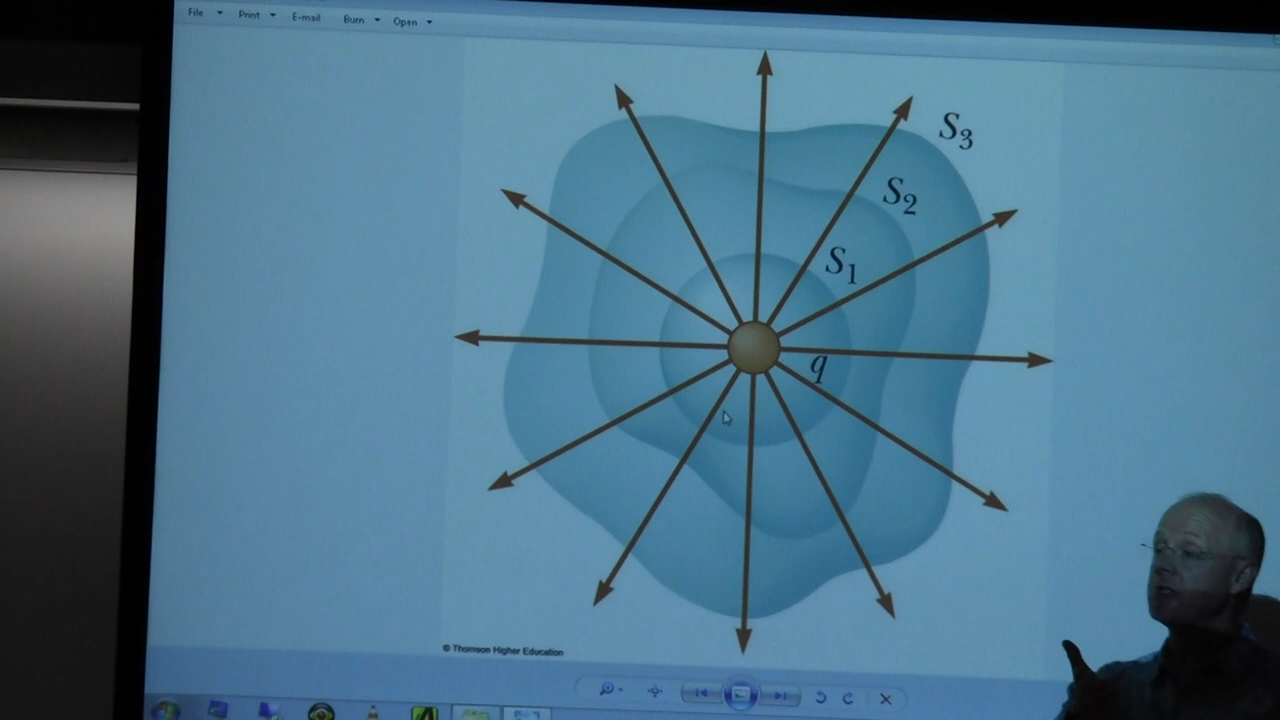 File Print E-mail Burn Open
S3
S2
S1
q
© Thomson Higher Education